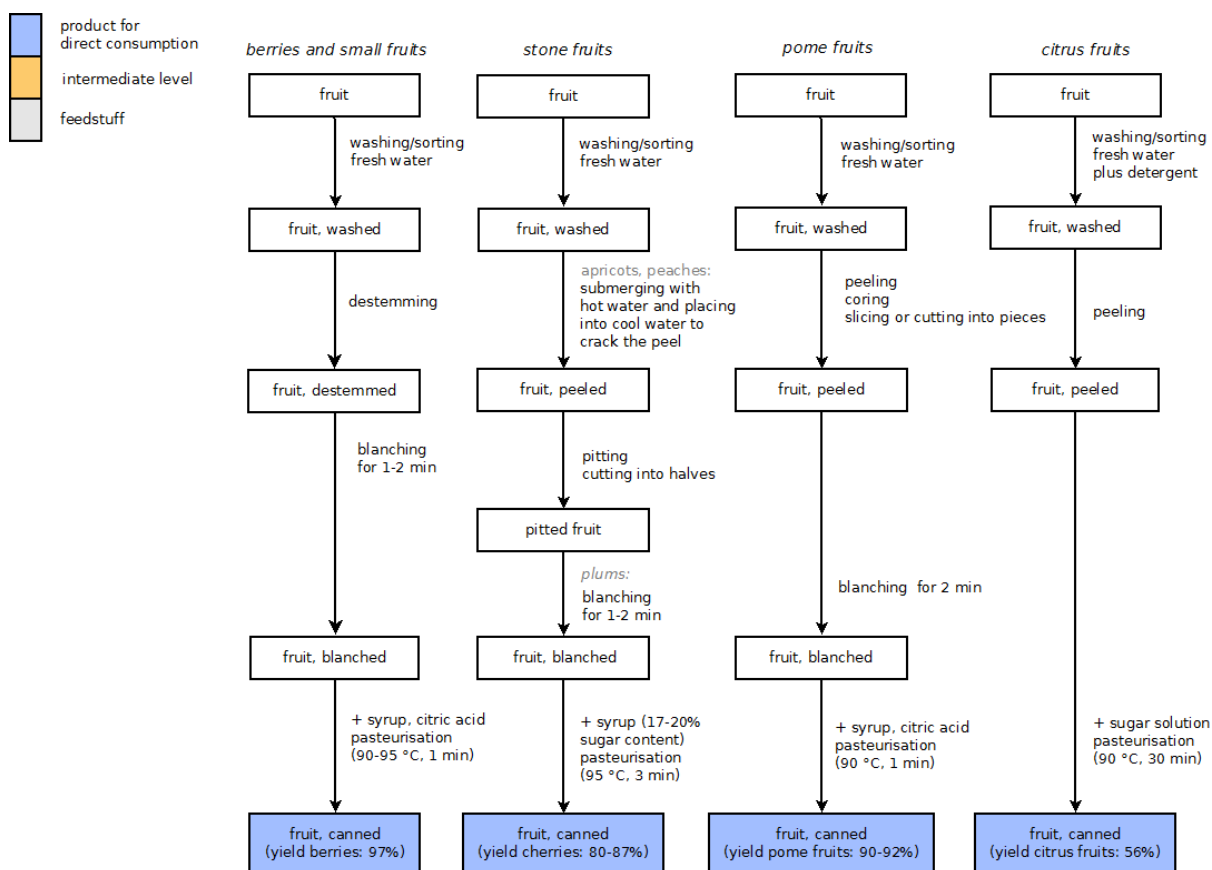 product for
direct consumption
intermediate level
feedstuff
berries and small fruits
fruit
washing/sorting
fresh water
fruit, washed
destemming
fruit, destemmed
blanching
for 1-2 min
fruit, blanched
+ syrup, citric acid
pasteurisation
(90-95 °C, 1 min)
fruit, canned
(yield berries: 97%)
stone fruits
fruit
washing/sorting
fresh water
fruit, washed
apricots, peaches:
submerging with
hot water and placing
into cool water to
crack the peel
fruit, peeled
pitting
cutting into halves
pitted fruit
plums:
blanching
for 1-2 min
fruit, blanched
+ syrup (17-20%
sugar content)
pasteurisation
(95 °C, 3 min)
fruit, canned
(yield cherries: 80-87%)
pome fruits
fruit
washing/sorting
fresh water
fruit, washed
peeling
coring
slicing or cutting into pieces
fruit, peeled
blanching for 2 min
fruit, blanched
+ syrup, citric acid
pasteurisation
(90 °C, 1 min)
fruit, canned
(yield pome fruits: 90-92%)
citrus fruits
fruit
washing/sorting
fresh water
plus detergent
fruit, washed
peeling
fruit, peeled
+ sugar solution
pasteurisation
(90 °C, 30 min)
fruit, canned
(yield citrus fruits: 56%)